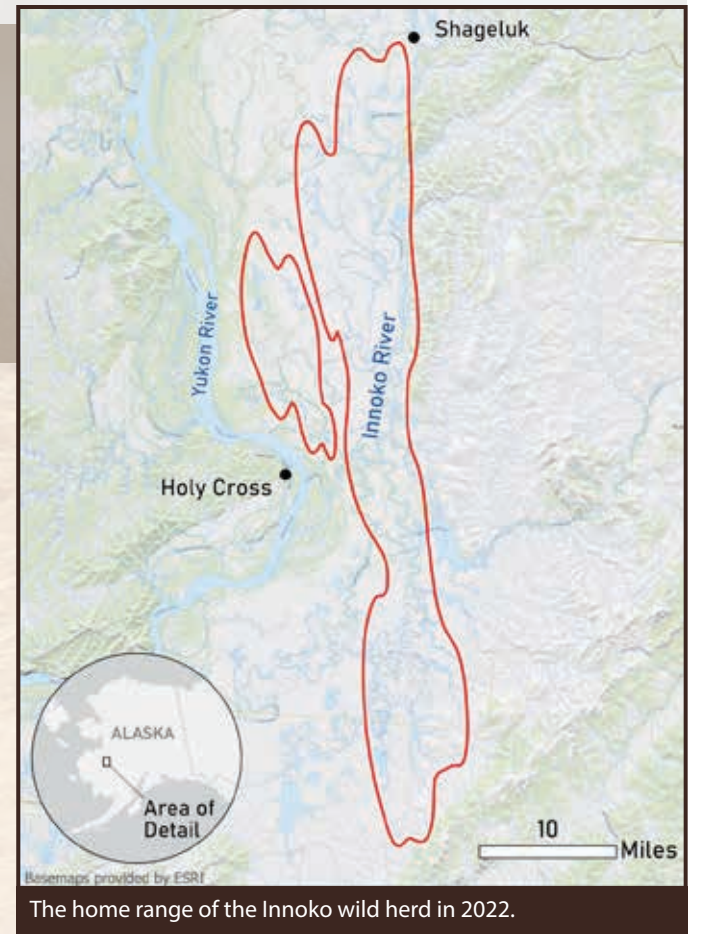 Shageluk
Yukon River
Innoko River
Holy Cross
ALASKA
Area of
Detail
10
Miles
Basemaps provided by ESRI
The home range of the Innoko wild herd in 2022.